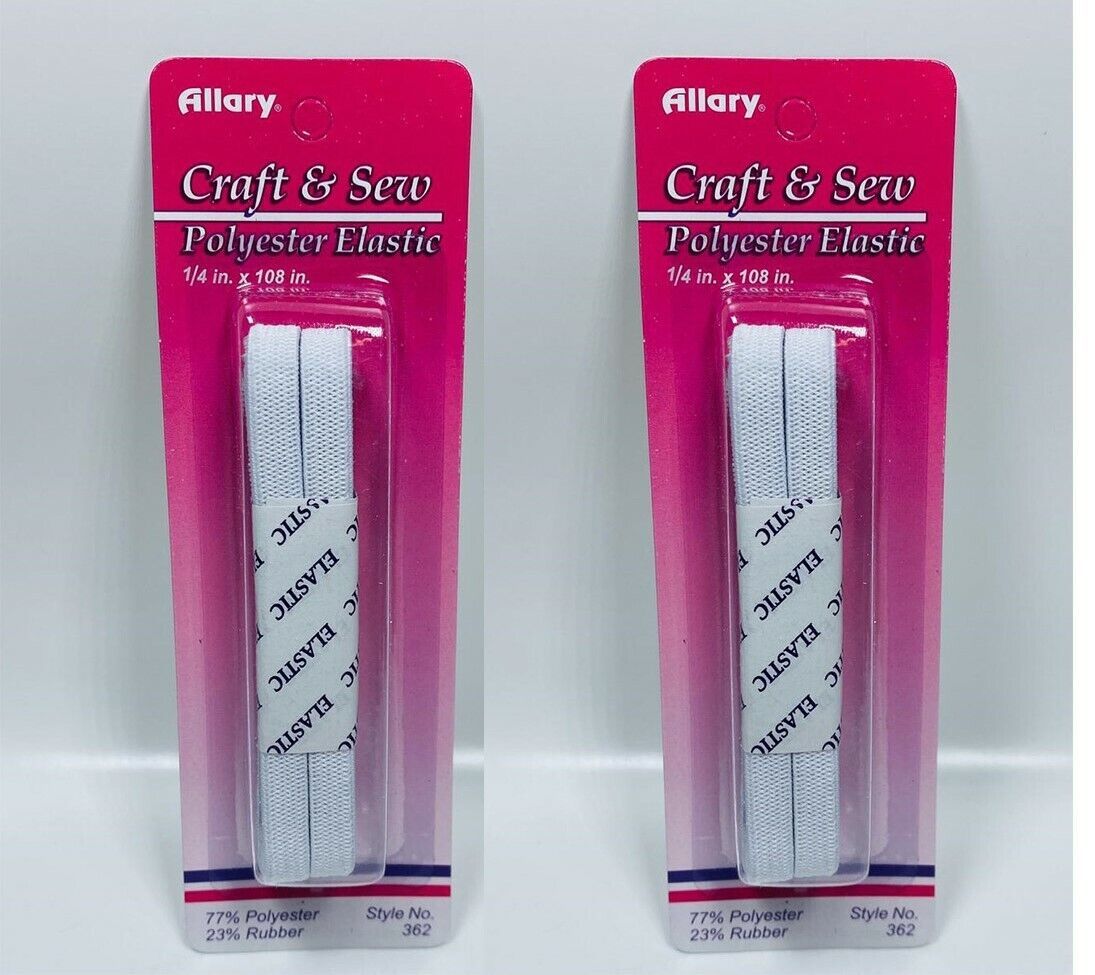 Allary®
Craft & Sew
Polyester Elastic
1/4 in. x 108 in.
ELASTIC
ELASTIC
ELASTIC
77% Polyester
23% Rubber
Style No.
362
Allary®
Craft & Sew
Polyester Elastic
1/4 in. x 108 in.
ELASTIC
ELASTIC
ELASTIC
77% Polyester
23% Rubber
Style No.
362